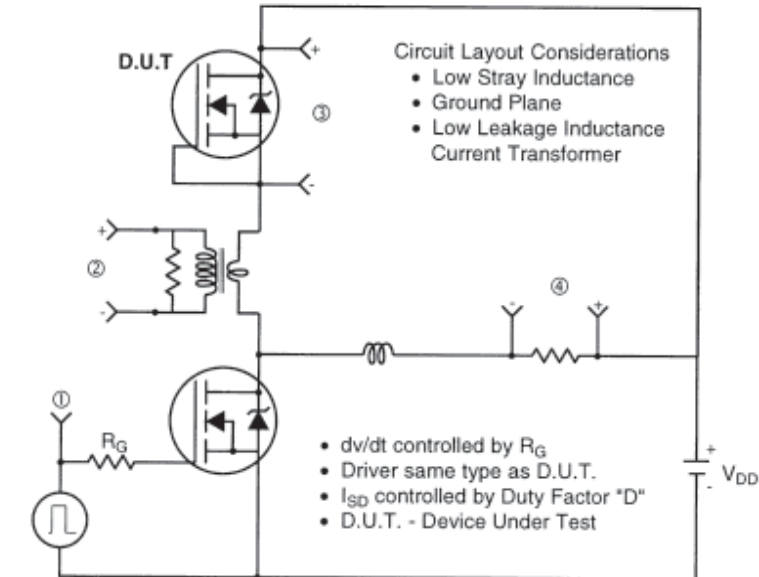 D.U.T
+
Circuit Layout Considerations
• Low Stray Inductance
• Ground Plane
• Low Leakage Inductance
Current Transformer
③
-
+
②
-
④
-
+
①
RG
• dv/dt controlled by RG
• Driver same type as D.U.T.
• ISD controlled by Duty Factor "D"
• D.U.T. - Device Under Test
+
VDD
-